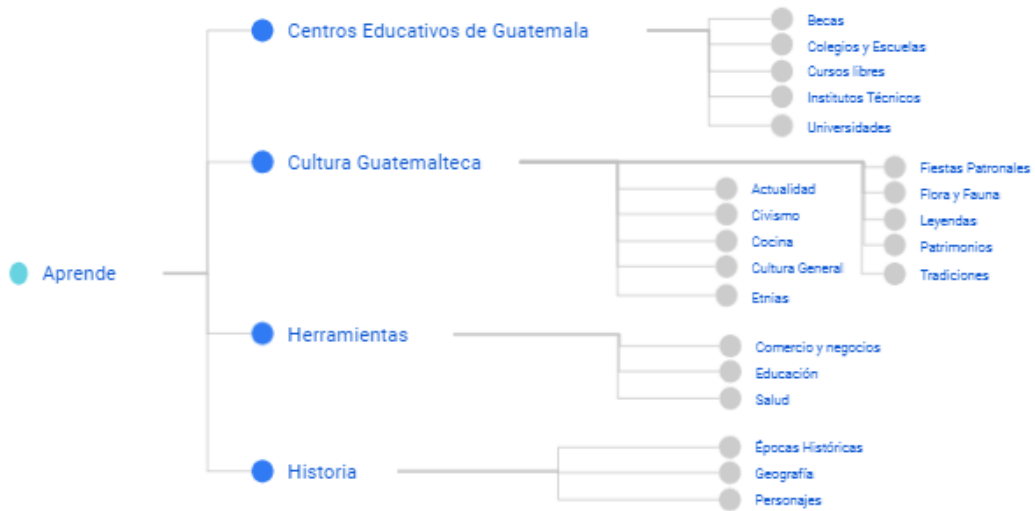 Aprende
Centros Educativos de Guatemala
Becas
Colegios y Escuelas
Cursos libres
Institutos Técnicos
Universidades
Cultura Guatemalteca
Actualidad
Civismo
Cocina
Cultura General
Etnias
Fiestas Patronales
Flora y Fauna
Leyendas
Patrimonios
Tradiciones
Herramientas
Comercio y negocios
Educación
Salud
Historia
Épocas Históricas
Geografía
Personajes